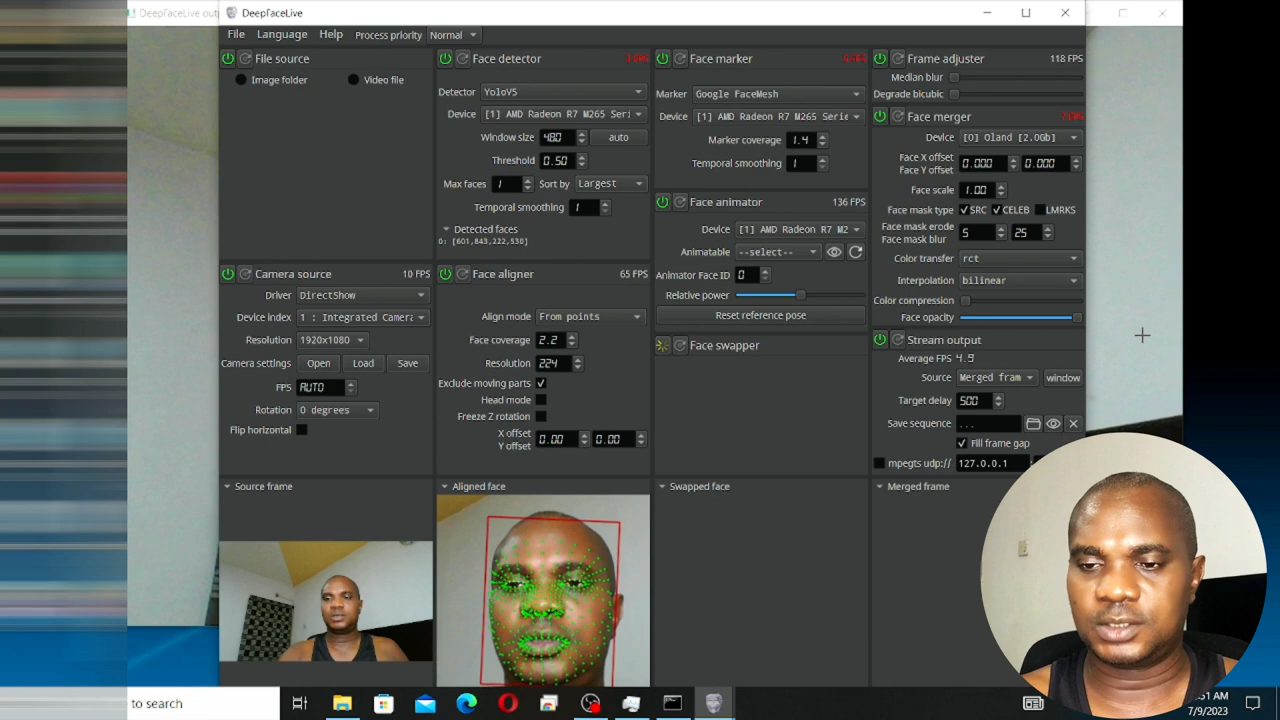 DeepFaceLive outp
DeepFaceLive
File Language Help Process priority Normal
File source
Image folder Video file
Camera source 10 FPS
Driver DirectShow
Device index 1 : Integrated Camera
Resolution 1920x1080
Camera settings Open Load Save
FPS AUTO
Rotation 0 degrees
Flip horizontal
Source frame
Face detector
Detector YoloV5
Device [1] AMD Radeon R7 M265 Seri
Window size 480 auto
Threshold 0.50
Max faces 1 Sort by Largest
Temporal smoothing 1
Detected faces
0: [601,843,222,530]
Face aligner 65 FPS
Align mode From points
Face coverage 2.2
Resolution 224
Exclude moving parts
Head mode
Freeze Z rotation
X offset
Y offset
0.00 0.00
Aligned face
Face marker
Marker Google FaceMesh
Device [1] AMD Radeon R7 M265 Serie
Marker coverage 1.4
Temporal smoothing 1
Face animator 136 FPS
Device [1] AMD Radeon R7 M2
Animatable --select--
Animator Face ID 0
Relative power
Reset reference pose
Face swapper
Swapped face
Frame adjuster 118 FPS
Median blur
Degrade bicubic
Face merger
Device [0] Oland [2.0Gb]
Face X offset
Face Y offset
0.000 0.000
Face scale 1.00
Face mask type SRC CELEB LMRKS
Face mask erode
Face mask blur
5 25
Color transfer rct
Interpolation bilinear
Color compression
Face opacity
Stream output
Average FPS 4.9
Source Merged fram window
Target delay 500
Save sequence ...
Fill frame gap
mpegts udp:// 127.0.0.1
Merged frame
to search
51 AM
7/9/2023